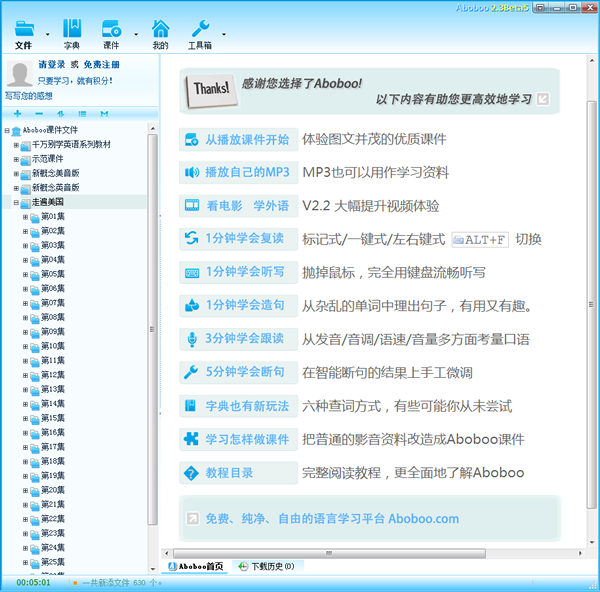 Aboboo 2.3Beta5
文件 字典 课件 我的 工具箱
请登录 或 免费注册
只要学习，就有积分！
写写您的感想
Aboboo课件文件
千万别学英语系列教材
示范课件
新概念美音版
新概念英音版
走遍美国
第01集
第02集
第03集
第04集
第05集
第06集
第07集
第08集
第09集
第10集
第11集
第12集
第13集
第14集
第15集
第16集
第17集
第18集
第19集
第20集
第21集
第22集
第23集
第24集
第25集
Thanks!
感谢您选择了Aboboo!
以下内容有助您更高效地学习
从播放课件开始 体验图文并茂的优质课件
播放自己的MP3 MP3也可以用作学习资料
看电影 学外语 V2.2 大幅提升视频体验
1分钟学会复读 标记式/一键式/左右键式 ALT+F 切换
1分钟学会听写 抛掉鼠标，完全用键盘流畅听写
1分钟学会造句 从杂乱的单词中理出句子，有用又有趣。
3分钟学会跟读 从发音/音调/语速/音量多方面考量口语
5分钟学会断句 在智能断句的结果上手工微调
字典也有新玩法 六种查词方式，有些可能你从未尝试
学习怎样做课件 把普通的影音资料改造成Aboboo课件
教程目录 完整阅读教程，更全面地了解Aboboo
免费、纯净、自由的语言学习平台 Aboboo.com
Aboboo首页 下载历史(0)
00:05:01 一共新添文件 630 个。